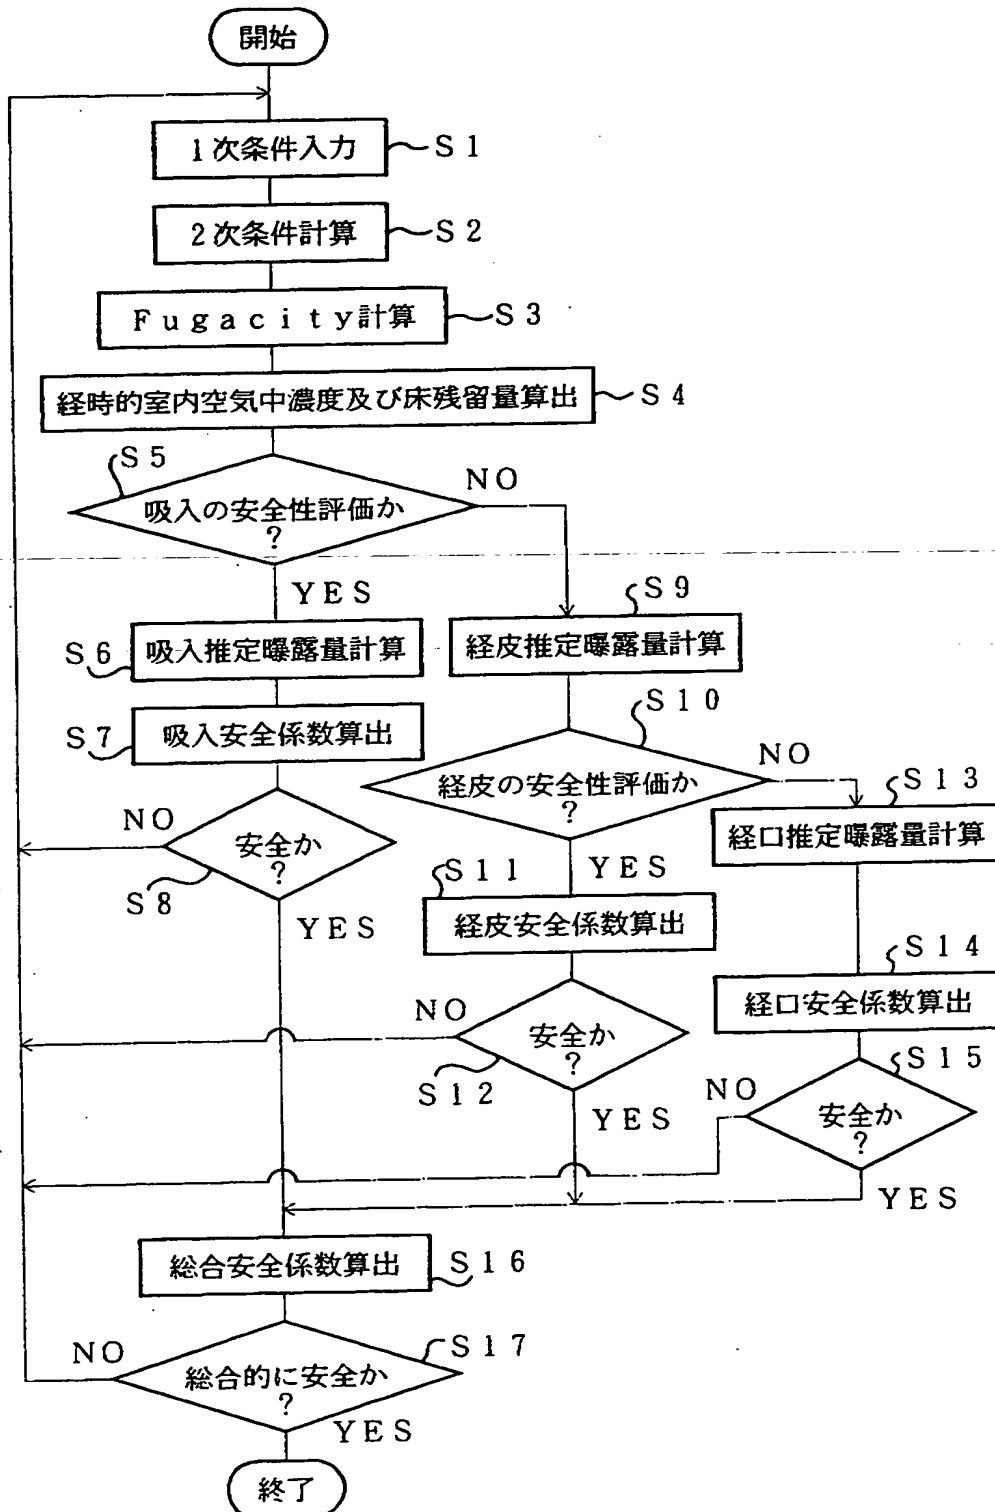 開始
1次条件入力
S1
2次条件計算
S2
Fugacity計算
S3
経時的室内空気中濃度及び床残留量算出
S4
S5
吸入の安全性評価か
?
NO
YES
S6
吸入推定曝露量計算
S9
経皮推定曝露量計算
S7
吸入安全係数算出
S10
経皮の安全性評価か
?
NO
YES
S13
経口推定曝露量計算
NO
安全か
?
S8
YES
S11
経皮安全係数算出
S14
経口安全係数算出
NO
安全か
?
S12
YES
S15
NO
安全か
?
YES
総合安全係数算出
S16
NO
総合的に安全か
?
S17
YES
終了